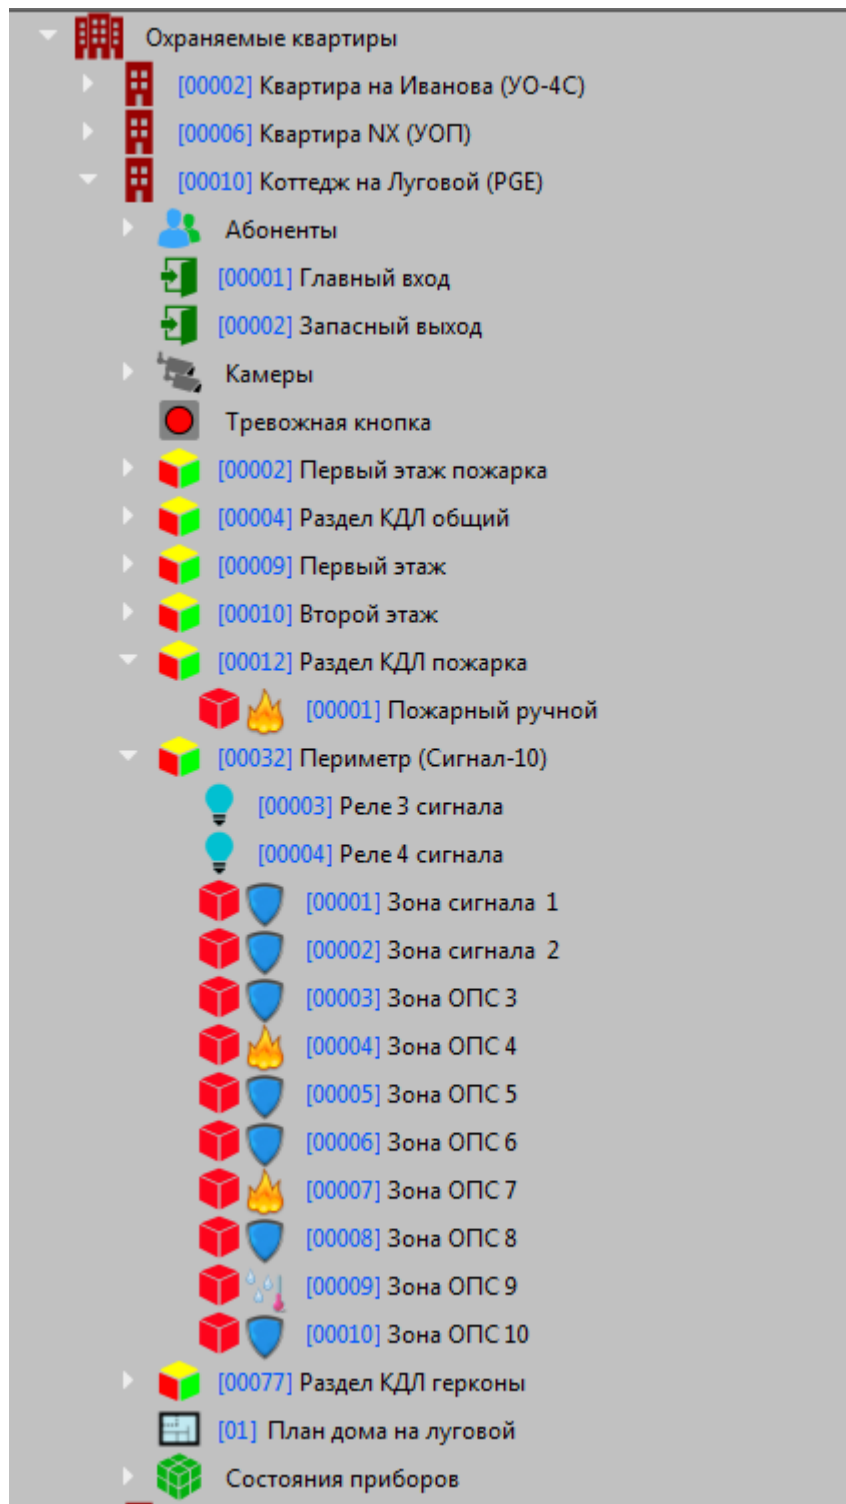 Охраняемые квартиры
[00002] Квартира на Иванова (УО-4С)
[00006] Квартира NX (УОП)
[00010] Коттедж на Луговой (PGE)
Абоненты
[00001] Главный вход
[00002] Запасный выход
Камеры
Тревожная кнопка
[00002] Первый этаж пожарка
[00004] Раздел КДЛ общий
[00009] Первый этаж
[00010] Второй этаж
[00012] Раздел КДЛ пожарка
[00001] Пожарный ручной
[00032] Периметр (Сигнал-10)
[00003] Реле 3 сигнала
[00004] Реле 4 сигнала
[00001] Зона сигнала 1
[00002] Зона сигнала 2
[00003] Зона ОПС 3
[00004] Зона ОПС 4
[00005] Зона ОПС 5
[00006] Зона ОПС 6
[00007] Зона ОПС 7
[00008] Зона ОПС 8
[00009] Зона ОПС 9
[00010] Зона ОПС 10
[00077] Раздел КДЛ герконы
[01] План дома на луговой
Состояния приборов